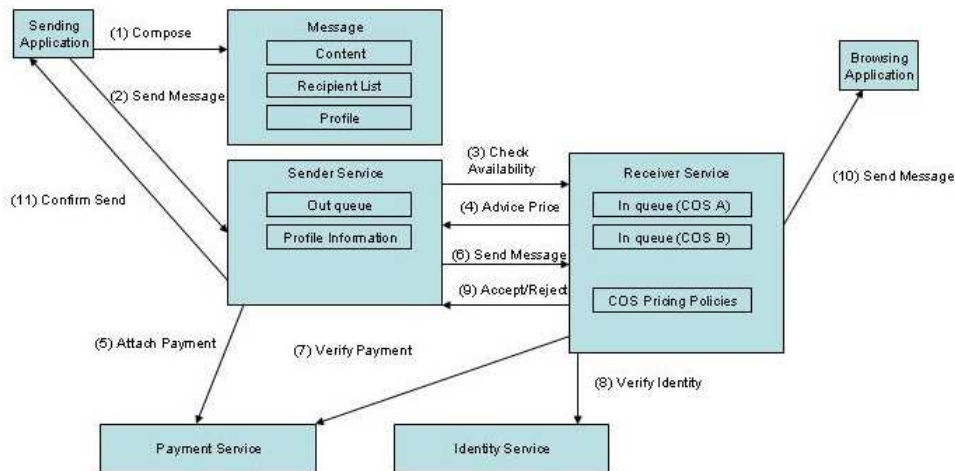 Sending
Application
(1) Compose
Message
Content
Recipient List
Profile
Browsing
Application
(2) Send Message
(3) Check
Availability
Sender Service
Out queue
Profile Information
Receiver Service
In queue (COS A)
In queue (COS B)
COS Pricing Policies
(10) Send Message
(11) Confirm Send
(4) Advice Price
(6) Send Message
(9) Accept/Reject
(5) Attach Payment
(7) Verify Payment
(8) Verify Identity
Payment Service
Identity Service